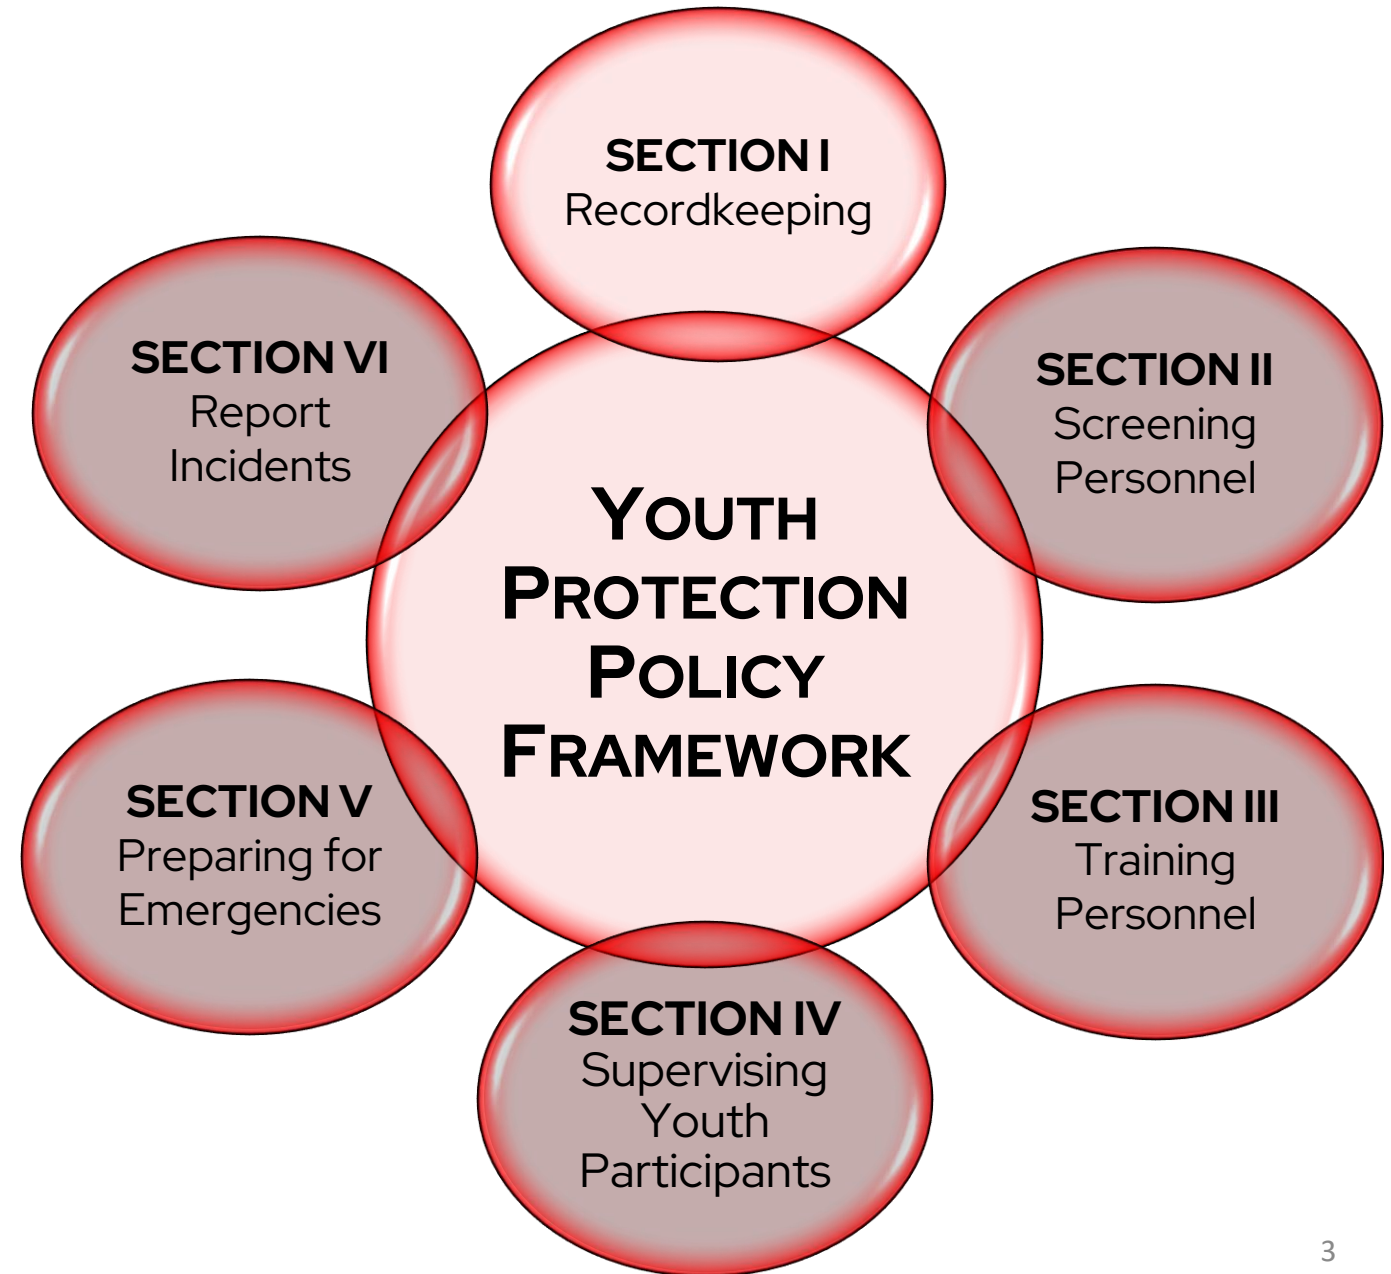 SECTION I
Recordkeeping
SECTION II
Screening
Personnel
SECTION III
Training
Personnel
SECTION IV
Supervising
Youth
Participants
SECTION V
Preparing for
Emergencies
SECTION VI
Report
Incidents
YOUTH
PROTECTION
POLICY
FRAMEWORK
3